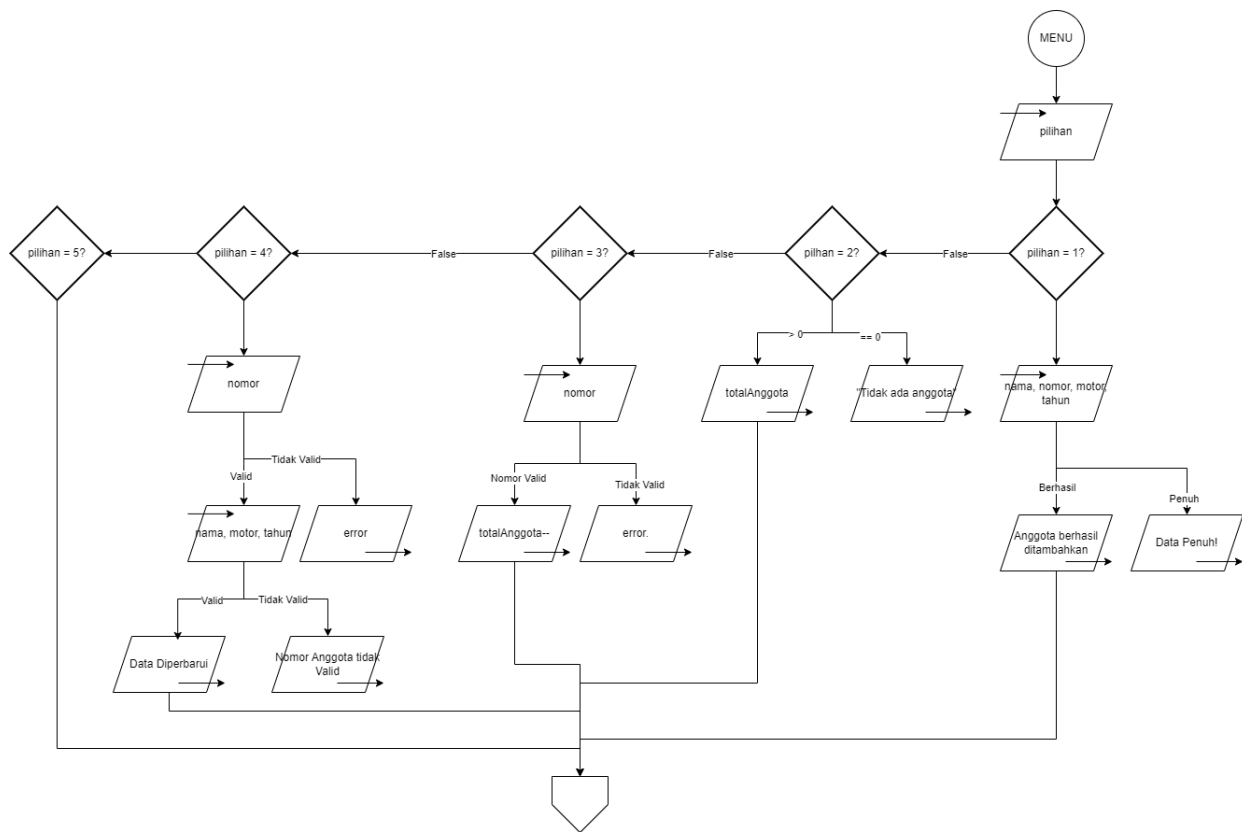 MENU
pilihan
pilihan = 5?
pilihan = 4?
False
pilihan = 3?
False
pilhan = 2?
False
pilihan = 1?
> 0
== 0
nomor
nomor
totalAnggota
"Tidak ada anggota"
nama, nomor, motor,
tahun
Valid
Tidak Valid
Nomor Valid
Tidak Valid
Berhasil
Penuh
nama, motor, tahun
error
totalAnggota--
error.
Anggota berhasil
ditambahkan
Data Penuh!
Valid
Tidak Valid
Data Diperbarui
Nomor Anggota tidak
Valid